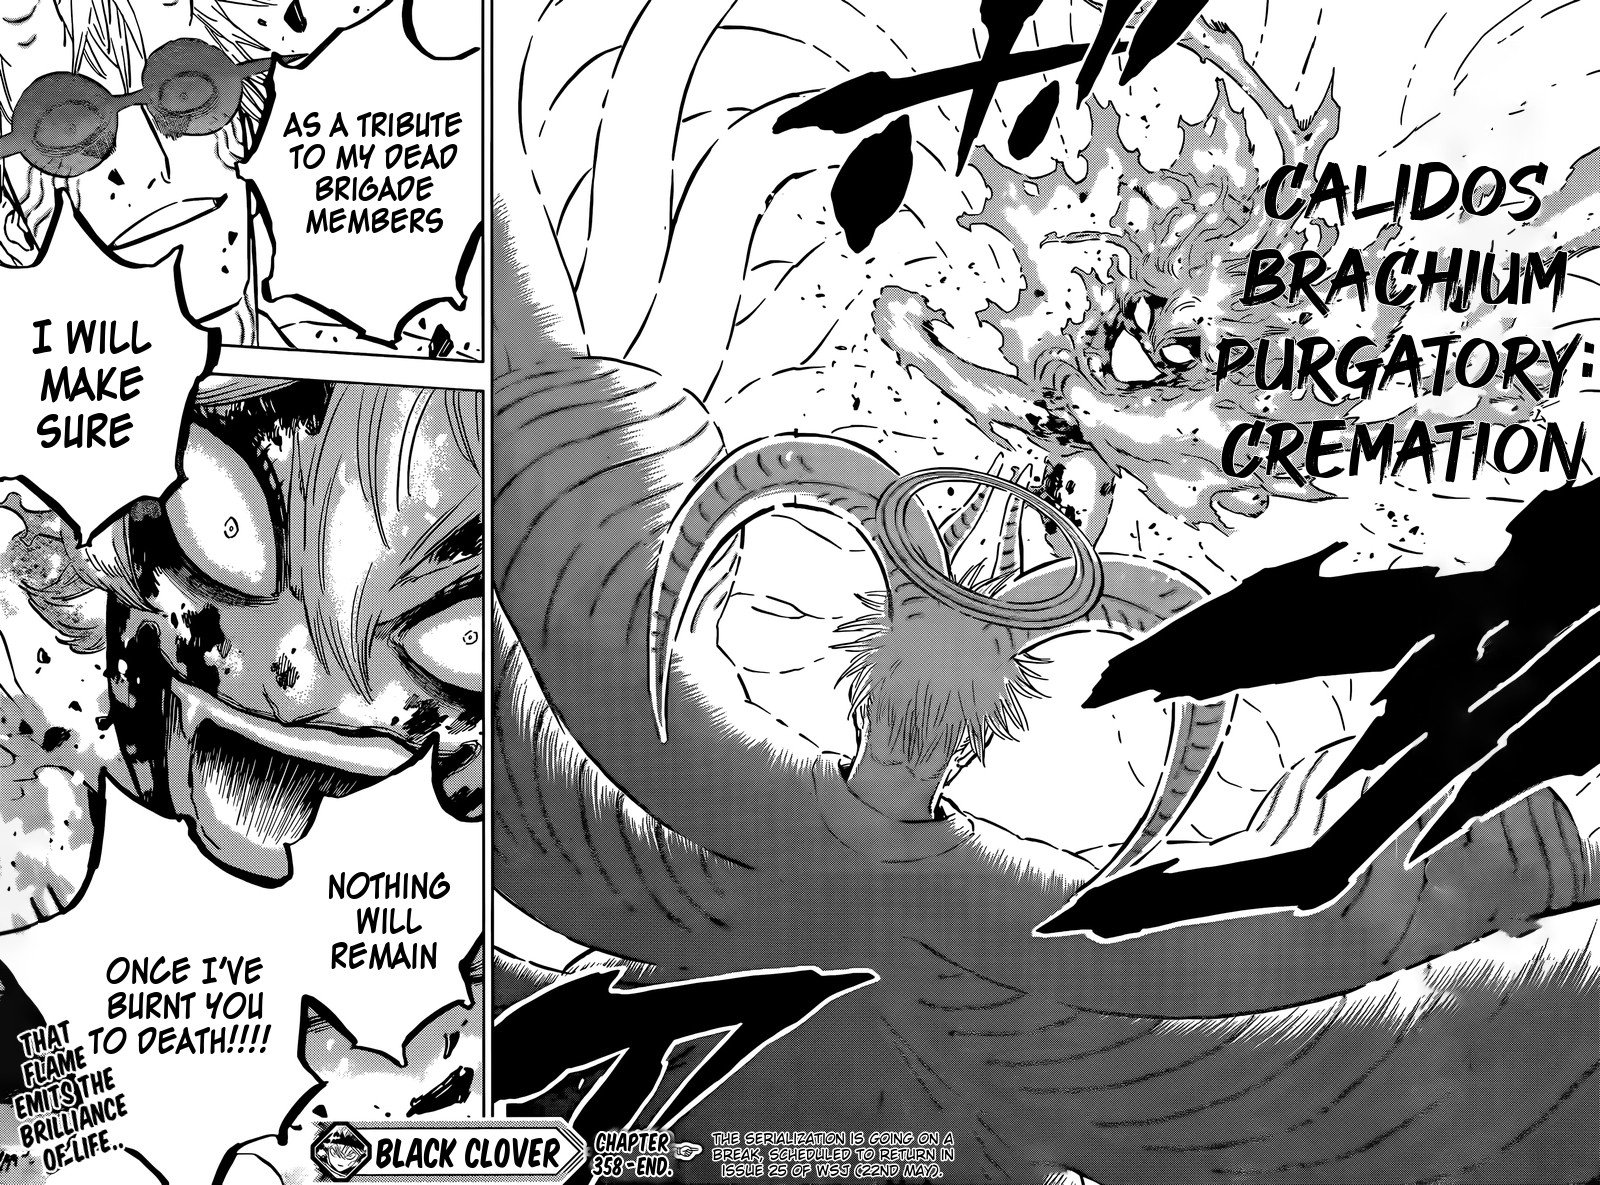 CALIDOS
BRACHIUM
PURGATORY:
CREMATION
AS A TRIBUTE
TO MY DEAD
BRIGADE
MEMBERS
I WILL
MAKE
SURE
NOTHING
WILL
REMAIN
ONCE I'VE
BURNT YOU
TO DEATH!!!!
THAT
FLAME
EMITS THE
BRILLIANCE
OF LIFE..
BLACK CLOVER
CHAPTER
358-END.
THE SERIALIZATION IS GOING ON A
BREAK, SCHEDULED TO RETURN IN
ISSUE 25 OF WSJ (22ND MAY).